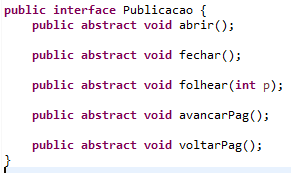 public interface Publicacao {
public abstract void abrir();
public abstract void fechar();
public abstract void folhear(int p);
public abstract void avancarPag();
public abstract void voltarPag();
}